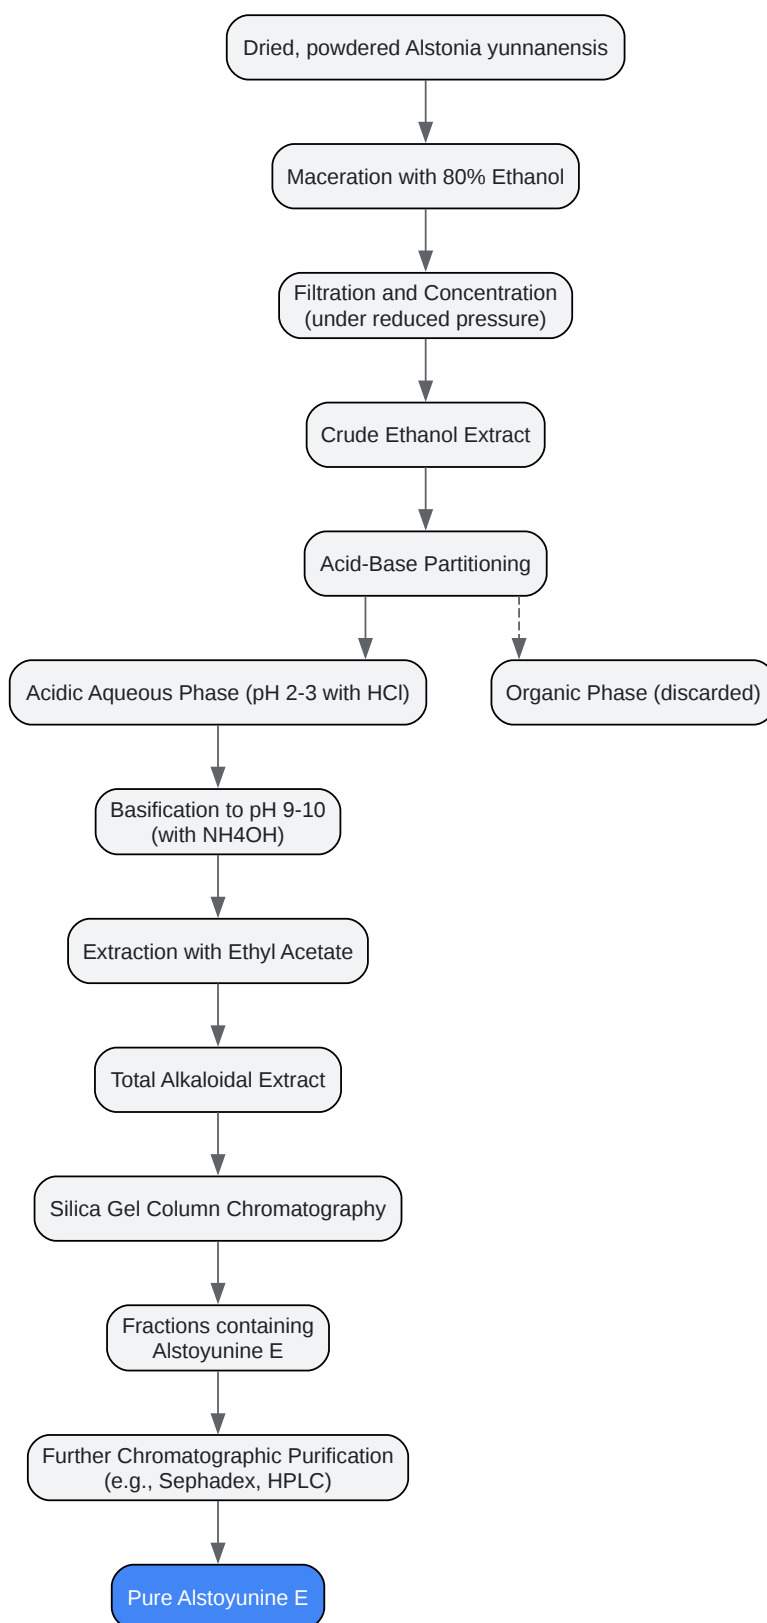 Dried, powdered Alstonia yunnanensis
Maceration with 80% Ethanol
Filtration and Concentration
(under reduced pressure)
Crude Ethanol Extract
Acid-Base Partitioning
Acidic Aqueous Phase (pH 2-3 with HCl)
Organic Phase (discarded)
Basification to pH 9-10
(with NH4OH)
Extraction with Ethyl Acetate
Total Alkaloidal Extract
Silica Gel Column Chromatography
Fractions containing
Alstoyunine E
Further Chromatographic Purification
(e.g., Sephadex, HPLC)
Pure Alstoyunine E